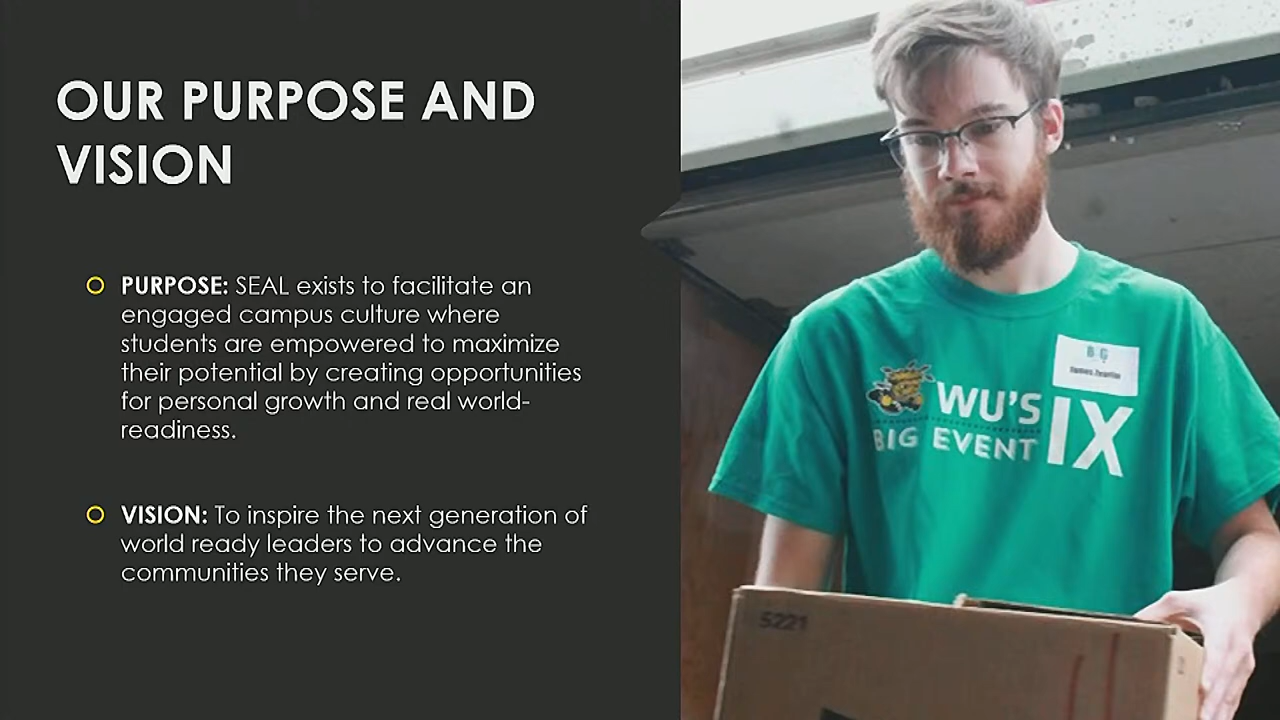 OUR PURPOSE AND
VISION
PURPOSE: SEAL exists to facilitate an
engaged campus culture where
students are empowered to maximize
their potential by creating opportunities
for personal growth and real world-
readiness.
VISION: To inspire the next generation of
world ready leaders to advance the
communities they serve.
WU'S
BIG EVENT
IX
5221